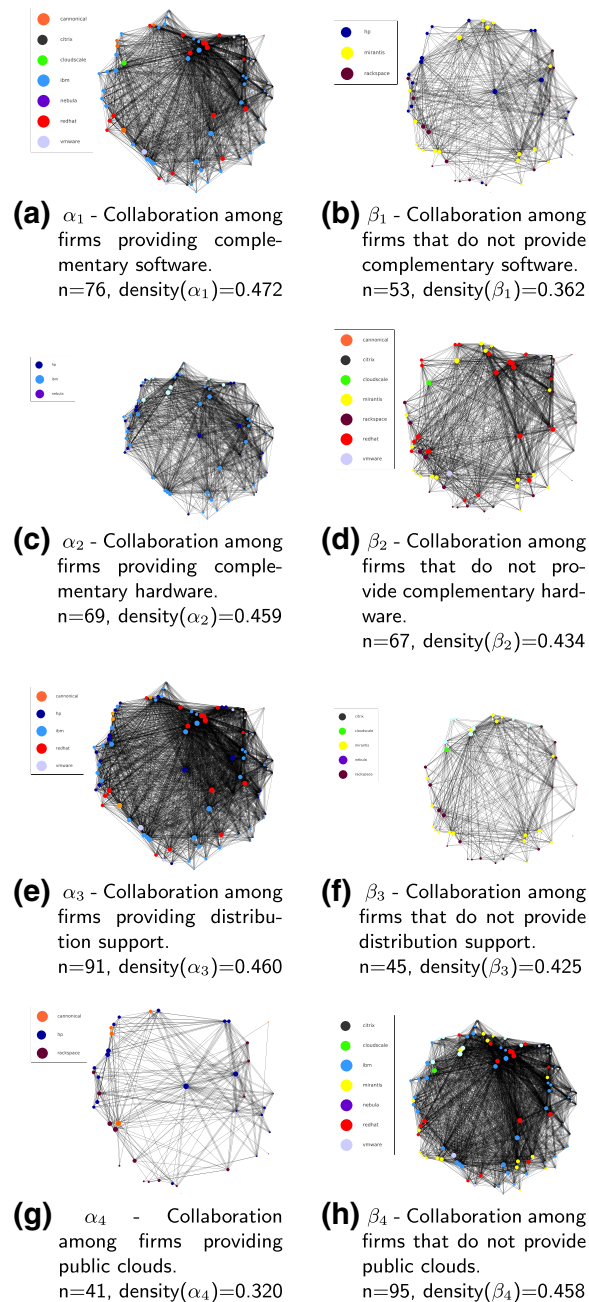 cannonical
citrix
cloudscale
ibm
nebula
redhat
vmware
(a) α1 - Collaboration among
firms providing comple-
mentary software.
n=76, density(α1)=0.472
hp
mirantis
rackspace
(b) β1 - Collaboration among
firms that do not provide
complementary software.
n=53, density(β1)=0.362
hp
ibm
nebula
(c) α2 - Collaboration among
firms providing comple-
mentary hardware.
n=69, density(α2)=0.459
cannonical
citrix
cloudscale
mirantis
rackspace
redhat
vmware
(d) β2 - Collaboration among
firms that do not pro-
vide complementary hard-
ware.
n=67, density(β2)=0.434
cannonical
hp
ibm
redhat
vmware
(e) α3 - Collaboration among
firms providing distribu-
tion support.
n=91, density(α3)=0.460
citrix
cloudscale
mirantis
nebula
rackspace
(f) β3 - Collaboration among
firms that do not provide
distribution support.
n=45, density(β3)=0.425
cannonical
hp
rackspace
(g) α4 - Collaboration
among firms providing
public clouds.
n=41, density(α4)=0.320
citrix
cloudscale
ibm
mirantis
nebula
redhat
vmware
(h) β4 - Collaboration among
firms that do not provide
public clouds.
n=95, density(β4)=0.458